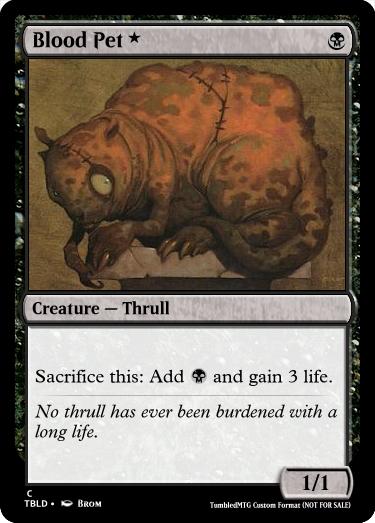 Blood Pet ★
Creature — Thrull
Sacrifice this: Add and gain 3 life.
No thrull has ever been burdened with a
long life.
1/1
C
TBLD • BROM
TumbledMTG Custom Format (NOT FOR SALE)